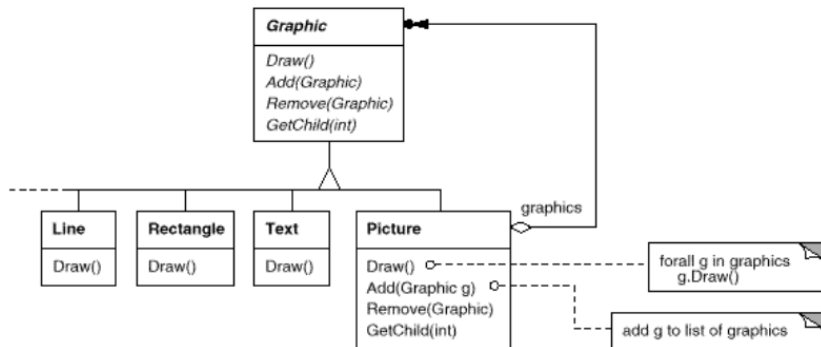 Graphic
Draw()
Add(Graphic)
Remove(Graphic)
GetChild(int)
graphics
Line
Draw()
Rectangle
Draw()
Text
Draw()
Picture
Draw()
Add(Graphic g)
Remove(Graphic)
GetChild(int)
forall g in graphics
g.Draw()
add g to list of graphics